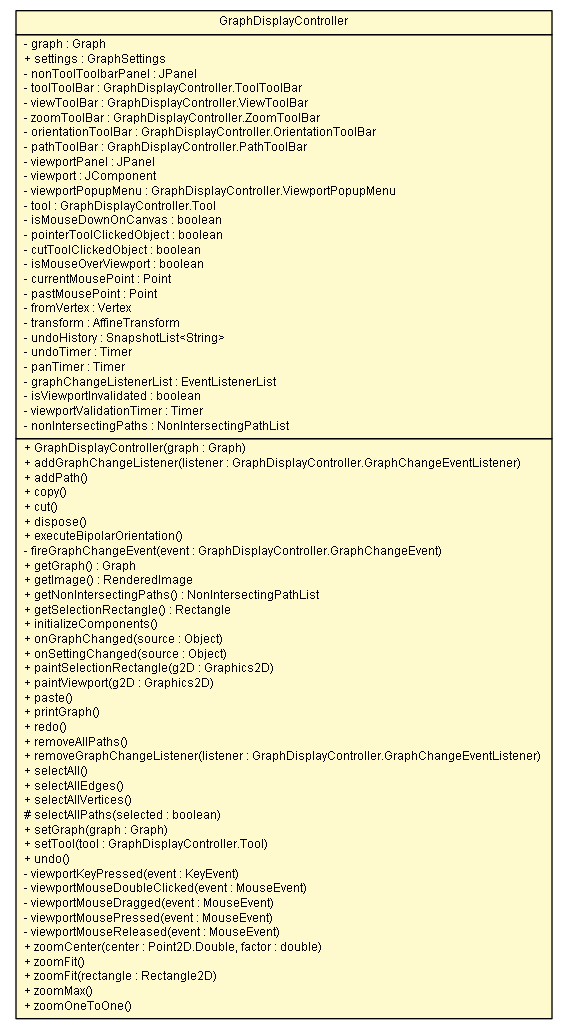 GraphDisplayController
- graph : Graph
+ settings : GraphSettings
- nonToolToolbarPanel : JPanel
- toolToolBar : GraphDisplayController.ToolToolBar
- viewToolBar : GraphDisplayController.ViewToolBar
- zoomToolBar : GraphDisplayController.ZoomToolBar
- orientationToolBar : GraphDisplayController.OrientationToolBar
- pathToolBar : GraphDisplayController.PathToolBar
- viewportPanel : JPanel
- viewport : JComponent
- viewportPopupMenu : GraphDisplayController.ViewportPopupMenu
- tool : GraphDisplayController.Tool
- isMouseDownOnCanvas : boolean
- pointerToolClickedObject : boolean
- cutToolClickedObject : boolean
- isMouseOverViewport : boolean
- currentMousePoint : Point
- pastMousePoint : Point
- fromVertex : Vertex
- transform : AffineTransform
- undoHistory : SnapshotList<String>
- undoTimer : Timer
- panTimer : Timer
- graphChangeListenerList : EventListenerList
- isViewportInvalidated : boolean
- viewportValidationTimer : Timer
- nonIntersectingPaths : NonIntersectingPathList
+ GraphDisplayController(graph : Graph)
+ addGraphChangeListener(listener : GraphDisplayController.GraphChangeEventListener)
+ addPath()
+ copy()
+ cut()
+ dispose()
+ executeBipolarOrientation()
- fireGraphChangeEvent(event : GraphDisplayController.GraphChangeEvent)
+ getGraph() : Graph
+ getImage() : RenderedImage
+ getNonIntersectingPaths() : NonIntersectingPathList
+ getSelectionRectangle() : Rectangle
+ initializeComponents()
+ onGraphChanged(source : Object)
+ onSettingChanged(source : Object)
+ paintSelectionRectangle(g2D : Graphics2D)
+ paintViewport(g2D : Graphics2D)
+ paste()
+ printGraph()
+ redo()
+ removeAllPaths()
+ removeGraphChangeListener(listener : GraphDisplayController.GraphChangeEventListener)
+ selectAll()
+ selectAllEdges()
+ selectAllVertices()
# selectAllPaths(selected : boolean)
+ setGraph(graph : Graph)
+ setTool(tool : GraphDisplayController.Tool)
+ undo()
- viewportKeyPressed(event : KeyEvent)
- viewportMouseDoubleClicked(event : MouseEvent)
- viewportMouseDragged(event : MouseEvent)
- viewportMousePressed(event : MouseEvent)
- viewportMouseReleased(event : MouseEvent)
+ zoomCenter(center : Point2D.Double, factor : double)
+ zoomFit()
+ zoomFit(rectangle : Rectangle2D)
+ zoomMax()
+ zoomOneToOne()